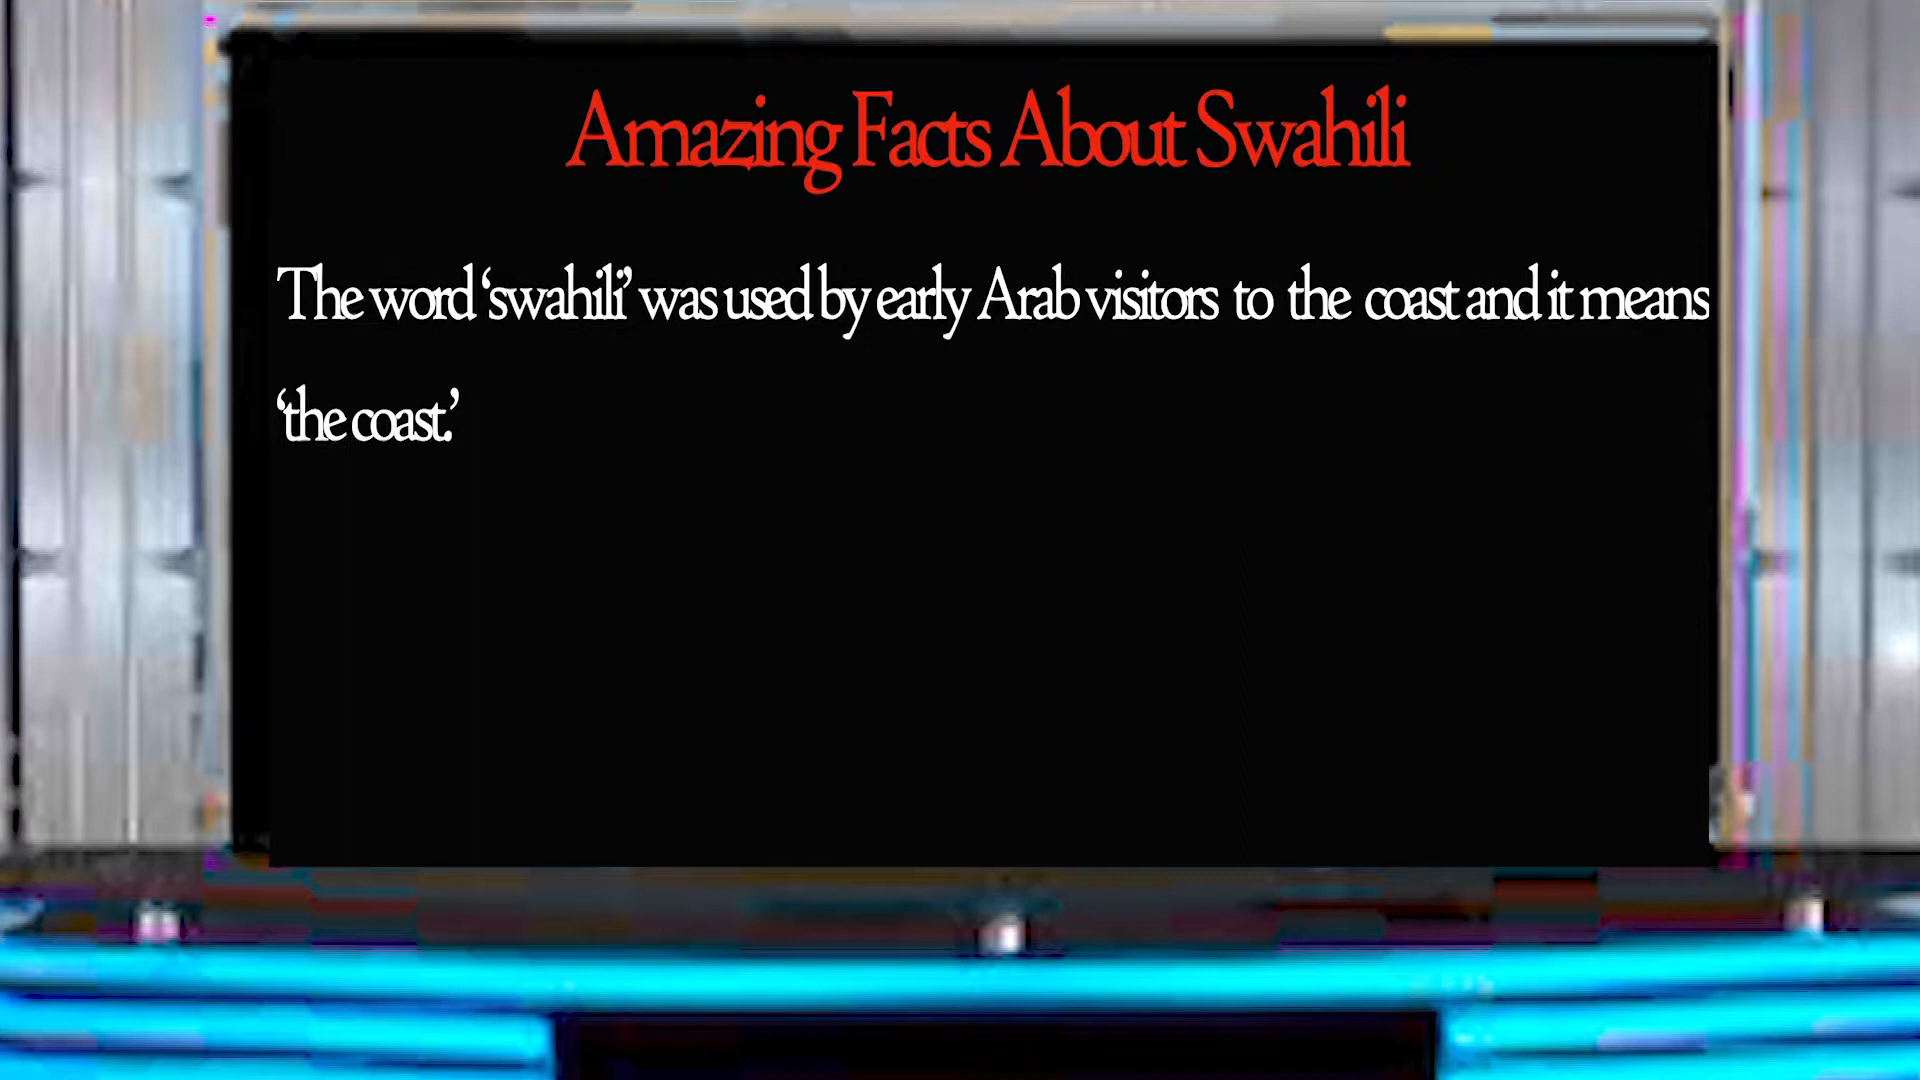 Amazing Facts About Swahili
The word ‘swahili’ was used by early Arab visitors to the coast and it means
‘the coast.’